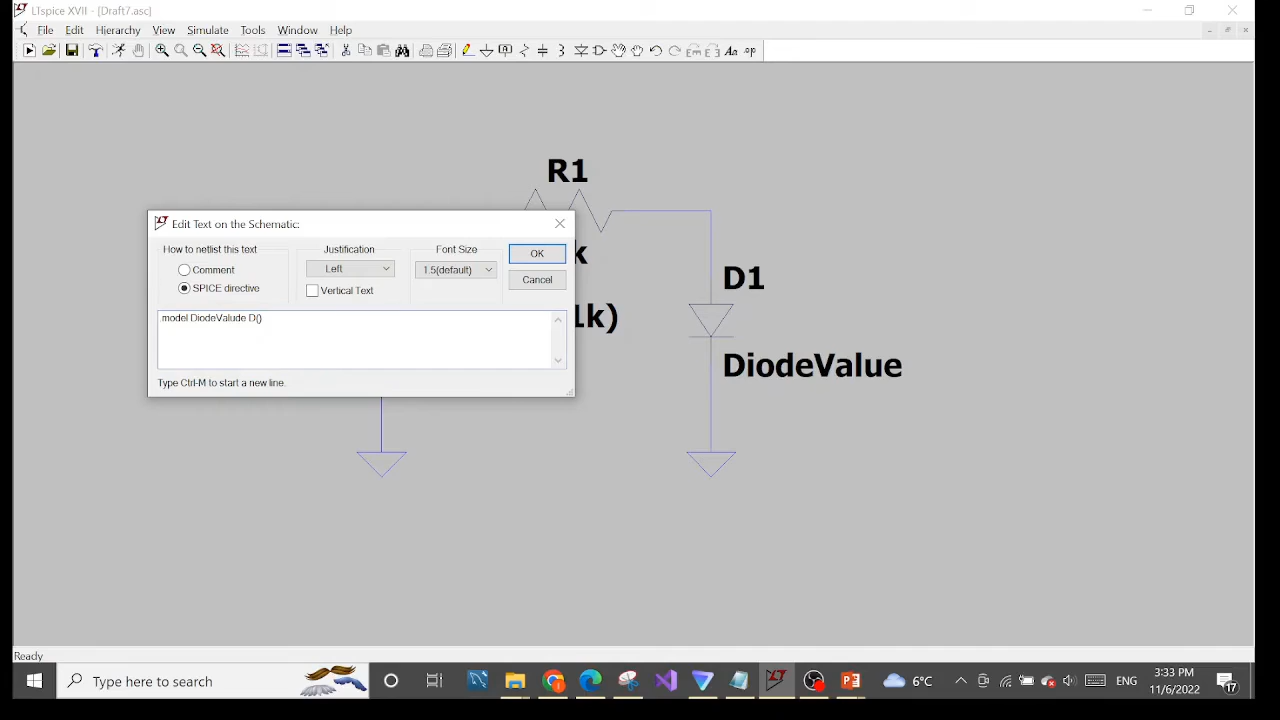 LTspice XVII - [Draft7.asc]
File Edit Hierarchy View Simulate Tools Window Help
R1
k
1k)
D1
DiodeValue
Edit Text on the Schematic:
How to netlist this text
Comment
SPICE directive
Justification
Left
Vertical Text
Font Size
1.5(default)
OK
Cancel
model DiodeValude D()
Type Ctrl-M to start a new line.
Ready
Type here to search
6°C
ENG
3:33 PM
11/6/2022
17